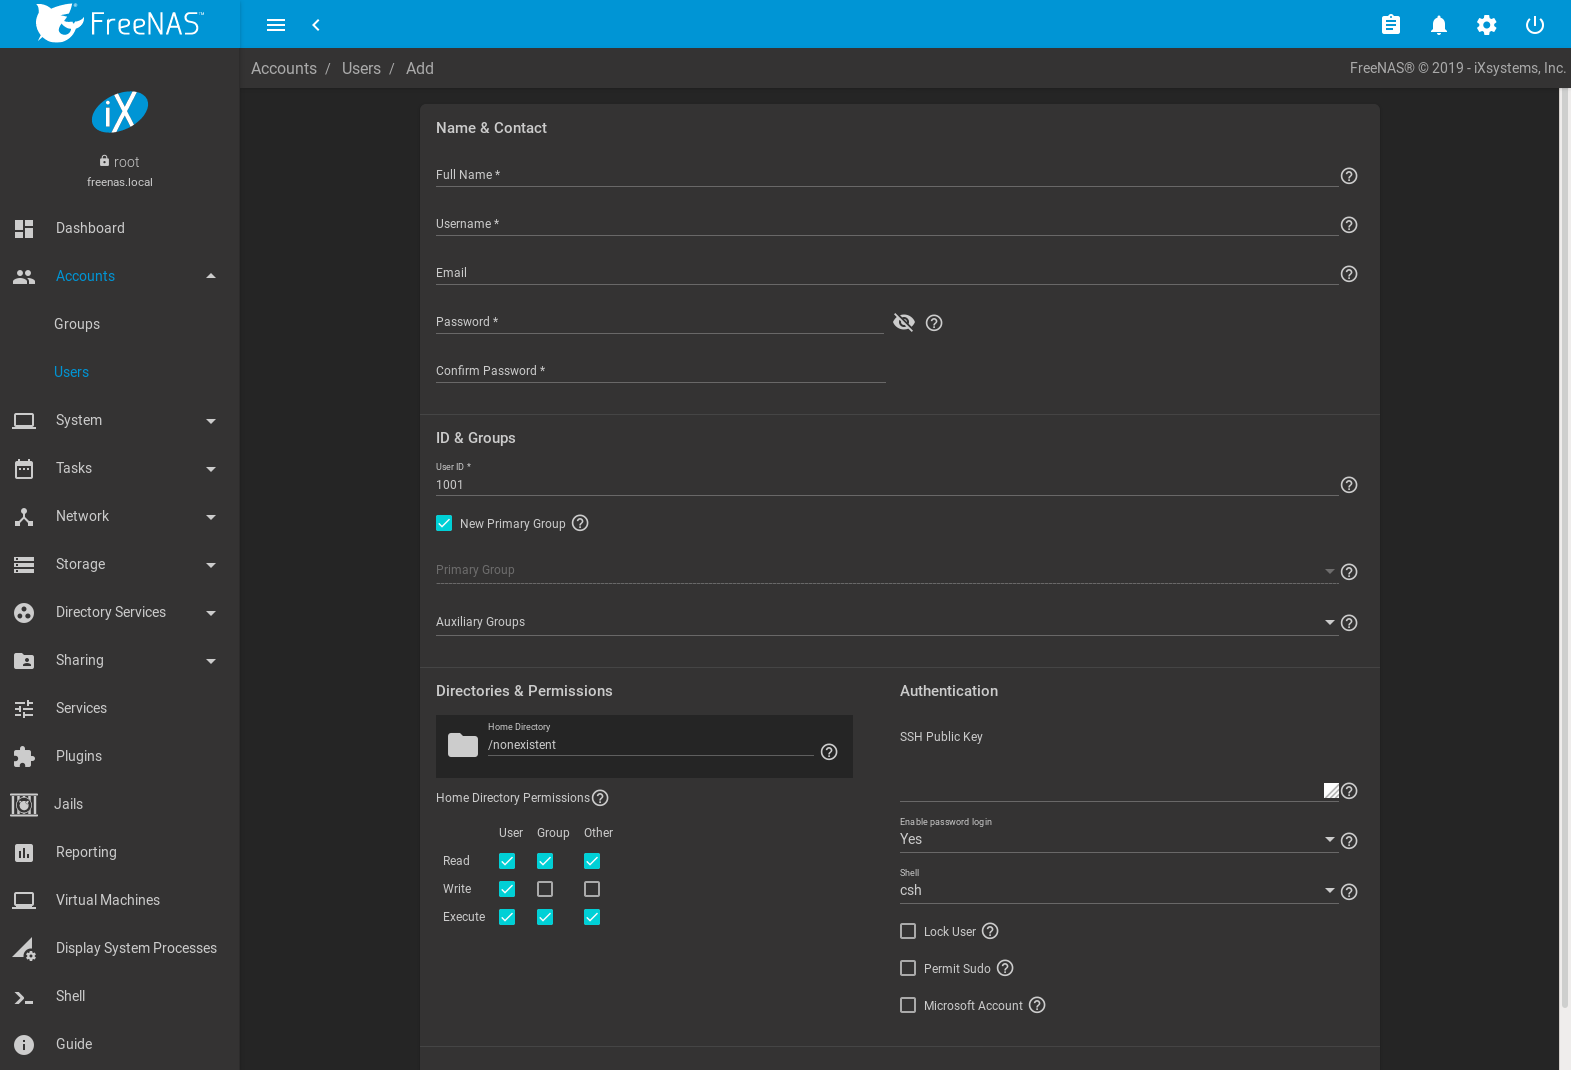 FreeNAS™
Accounts / Users / Add
FreeNAS® © 2019 - iXsystems, Inc.
iX
root
freenas.local
Dashboard
Accounts
Groups
Users
System
Tasks
Network
Storage
Directory Services
Sharing
Services
Plugins
Jails
Reporting
Virtual Machines
Display System Processes
Shell
Guide
Name & Contact
Full Name *
Username *
Email
Password *
Confirm Password *
ID & Groups
User ID *
1001
New Primary Group
Primary Group
Auxiliary Groups
Directories & Permissions
Home Directory
/nonexistent
Home Directory Permissions
User Group Other
Read
Write
Execute
Authentication
SSH Public Key
Enable password login
Yes
Shell
csh
Lock User
Permit Sudo
Microsoft Account